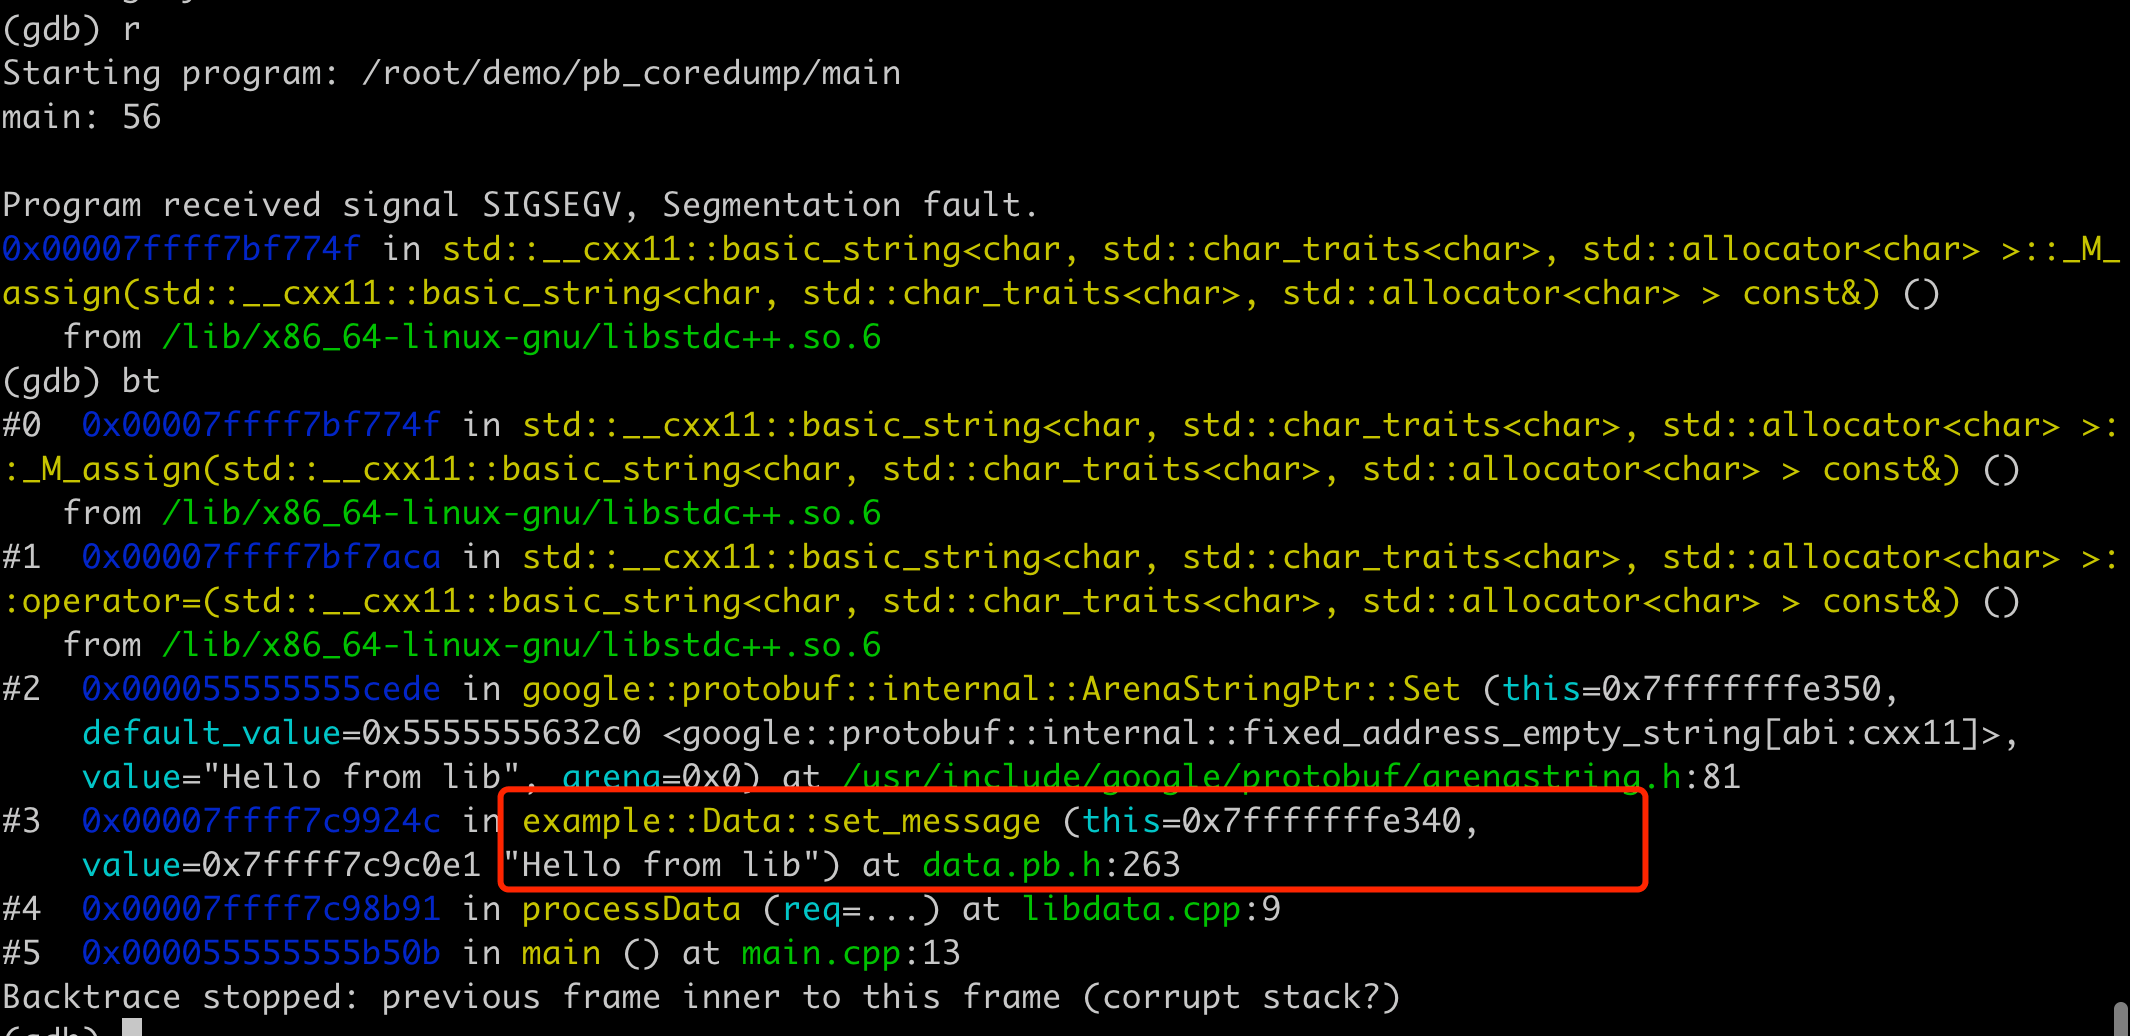 (gdb) r
Starting program: /root/demo/pb_coredump/main
main: 56
Program received signal SIGSEGV, Segmentation fault.
0x00007ffff7bf774f in std::__cxx11::basic_string<char, std::char_traits<char>, std::allocator<char> >::_M_
assign(std::__cxx11::basic_string<char, std::char_traits<char>, std::allocator<char> > const&) ()
   from /lib/x86_64-linux-gnu/libstdc++.so.6
(gdb) bt
#0  0x00007ffff7bf774f in std::__cxx11::basic_string<char, std::char_traits<char>, std::allocator<char> >:
:_M_assign(std::__cxx11::basic_string<char, std::char_traits<char>, std::allocator<char> > const&) ()
   from /lib/x86_64-linux-gnu/libstdc++.so.6
#1  0x00007ffff7bf7aca in std::__cxx11::basic_string<char, std::char_traits<char>, std::allocator<char> >:
:operator=(std::__cxx11::basic_string<char, std::char_traits<char>, std::allocator<char> > const&) ()
   from /lib/x86_64-linux-gnu/libstdc++.so.6
#2  0x000055555555cede in google::protobuf::internal::ArenaStringPtr::Set (this=0x7fffffffe350,
    default_value=0x5555555632c0 <google::protobuf::internal::fixed_address_empty_string[abi:cxx11]>,
    value="Hello from lib", arena=0x0) at /usr/include/google/protobuf/arenastring.h:81
#3  0x00007ffff7c9924c in example::Data::set_message (this=0x7fffffffe340,
    value=0x7ffff7c9c0e1 "Hello from lib") at data.pb.h:263
#4  0x00007ffff7c98b91 in processData (req=...) at libdata.cpp:9
#5  0x000055555555b50b in main () at main.cpp:13
Backtrace stopped: previous frame inner to this frame (corrupt stack?)
(gdb)